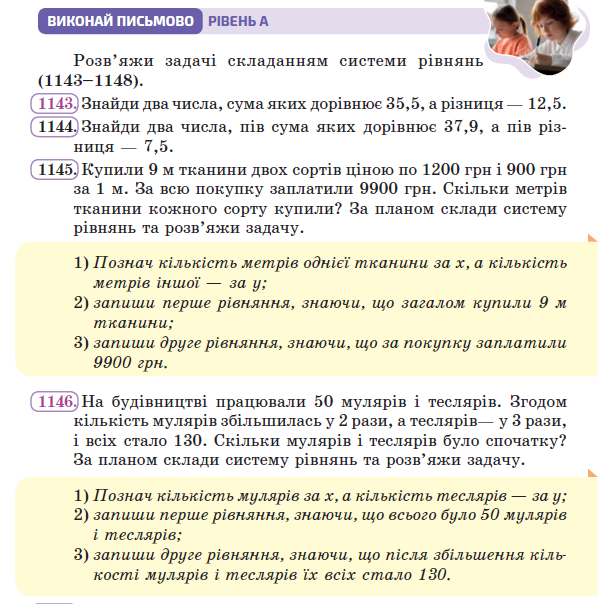 ВИКОНАЙ ПИСЬМОВО РІВЕНЬ А
Розв’яжи задачі складанням системи рівнянь
(1143–1148).
1143. Знайди два числа, сума яких дорівнює 35,5, а різниця — 12,5.
1144. Знайди два числа, пів сума яких дорівнює 37,9, а пів різ-
ниця — 7,5.
1145. Купили 9 м тканини двох сортів ціною по 1200 грн і 900 грн
за 1 м. За всю покупку заплатили 9900 грн. Скільки метрів
тканини кожного сорту купили? За планом склади систему
рівнянь та розв’яжи задачу.
1) Познач кількість метрів однієї тканини за x, а кількість
метрів іншої — за y;
2) запиши перше рівняння, знаючи, що загалом купили 9 м
тканини;
3) запиши друге рівняння, знаючи, що за покупку заплатили
9900 грн.
1146. На будівництві працювали 50 мулярів і теслярів. Згодом
кількість мулярів збільшилась у 2 рази, а теслярів— у 3 рази,
і всіх стало 130. Скільки мулярів і теслярів було спочатку?
За планом склади систему рівнянь та розв’яжи задачу.
1) Познач кількість мулярів за x, а кількість теслярів — за y;
2) запиши перше рівняння, знаючи, що всього було 50 мулярів
і теслярів;
3) запиши друге рівняння, знаючи, що після збільшення кіль-
кості мулярів і теслярів їх всіх стало 130.